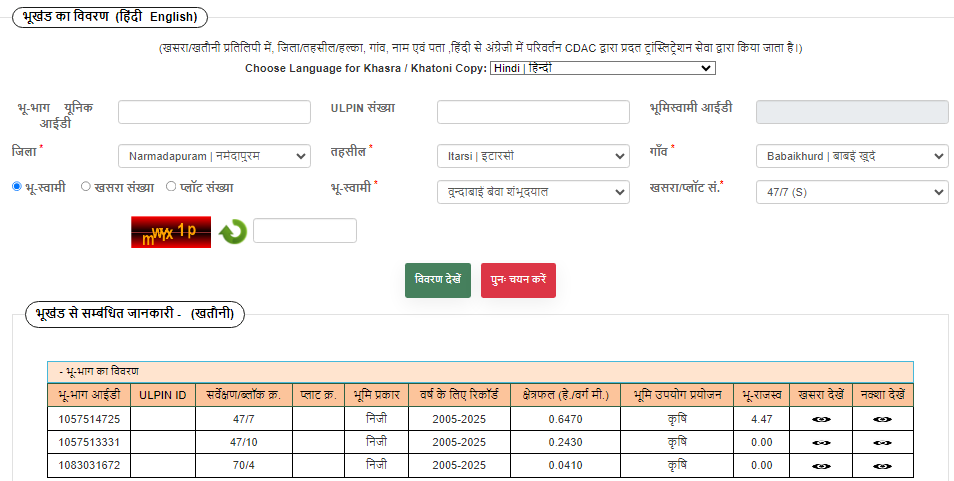 भूखंड का विवरण (हिंदी English)
(खसरा/खतौनी प्रतिलिपी में, जिला/तहसील/हल्का, गांव, नाम एवं पता ,हिंदी से अंग्रेजी में परिवर्तन CDAC द्वारा प्रदत ट्रांस्लिट्रेशन सेवा द्वारा किया जाता है।)
Choose Language for Khasra / Khatoni Copy: Hindi | हिन्दी
भू-भाग यूनिक आईडी ULPIN संख्या भूमिस्वामी आईडी
जिला * Narmadapuram | नर्मदापुरम तहसील * Itarsi | इटारसी गाँव * Babaikhurd | बाबई खुर्द
भू-स्वामी खसरा संख्या प्लॉट संख्या भू-स्वामी * वृन्दाबाई बेवा शंभूदयाल खसरा/प्लॉट सं.* 47/7 (S)
mwyx1p
विवरण देखें पुनः चयन करें
भूखंड से सम्बंधित जानकारी - (खतौनी)
- भू-भाग का विवरण
भू-भाग आईडी ULPIN ID सर्वेक्षण/ब्लॉक क्र. प्लाट क्र. भूमि प्रकार वर्ष के लिए रिकॉर्ड क्षेत्रफल (हे./वर्ग मी.) भूमि उपयोग प्रयोजन भू-राजस्व खसरा देखें नक्शा देखें
1057514725 47/7 निजी 2005-2025 0.6470 कृषि 4.47
1057513331 47/10 निजी 2005-2025 0.2430 कृषि 0.00
1083031672 70/4 निजी 2005-2025 0.0410 कृषि 0.00